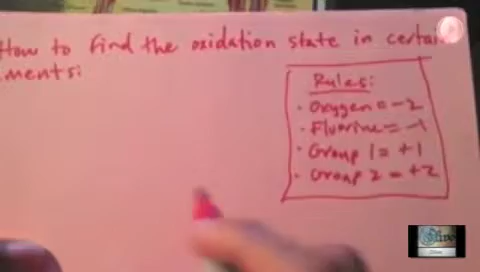 How to find the oxidation state in
ments:
Rules:
• Oxygen = -2
• Fluorine = -1
• Group 1 = +1
• Group 2 = +2